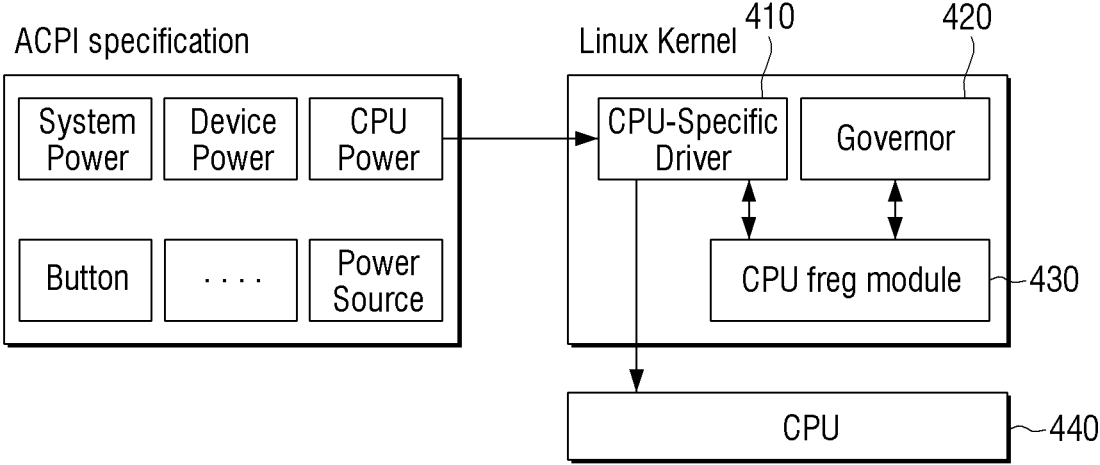 ACPI specification
System
Power
Device
Power
CPU
Power
Button
. . . .
Power
Source
Linux Kernel
410
420
CPU-Specific
Driver
Governor
CPU freg module
430
CPU
440